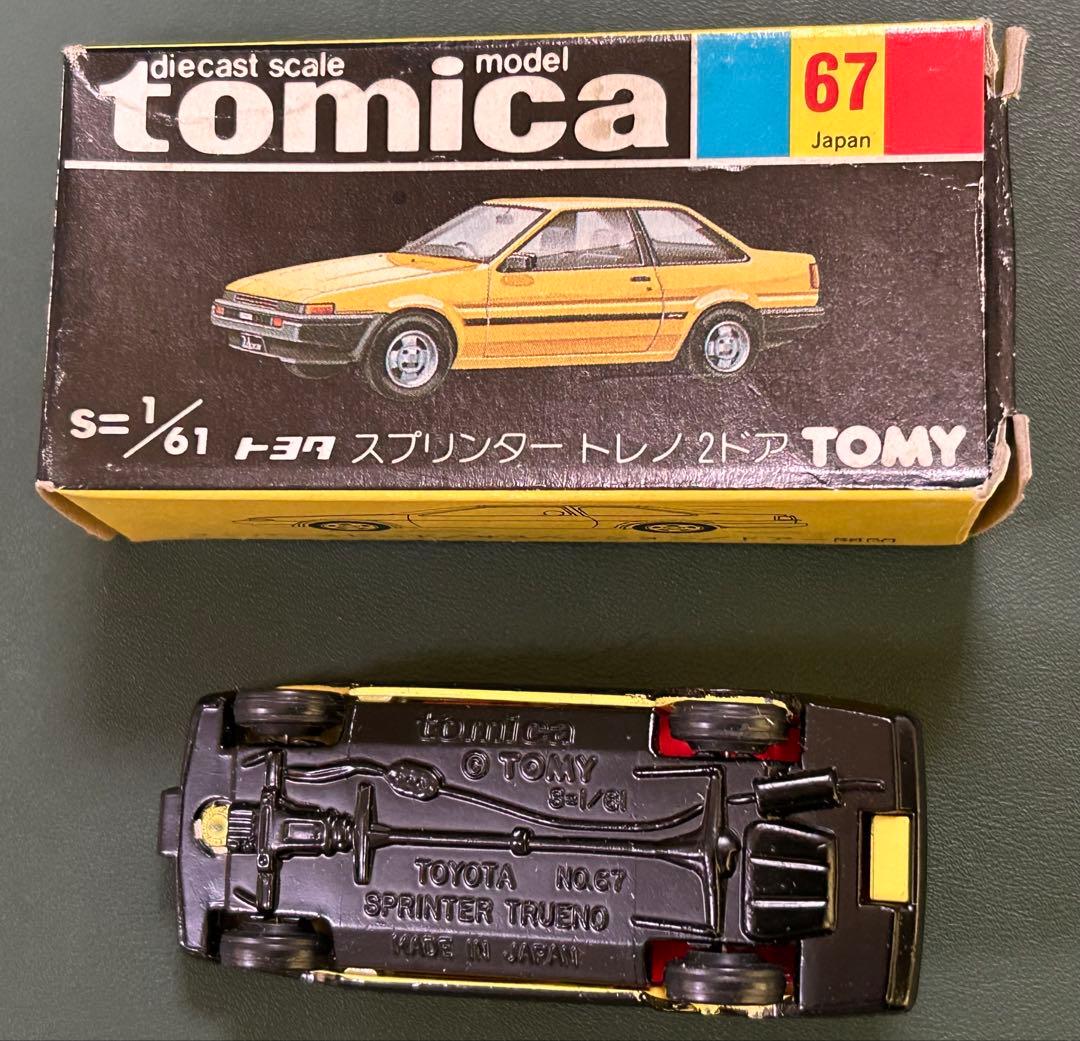 diecast scale model
tomica
67
Japan
S=1/61 トヨタ スプリンター トレノ 2ドア TOMY
tomica
© TOMY
S=1/61
TOYOTA NO.67
SPRINTER TRUENO
MADE IN JAPAN